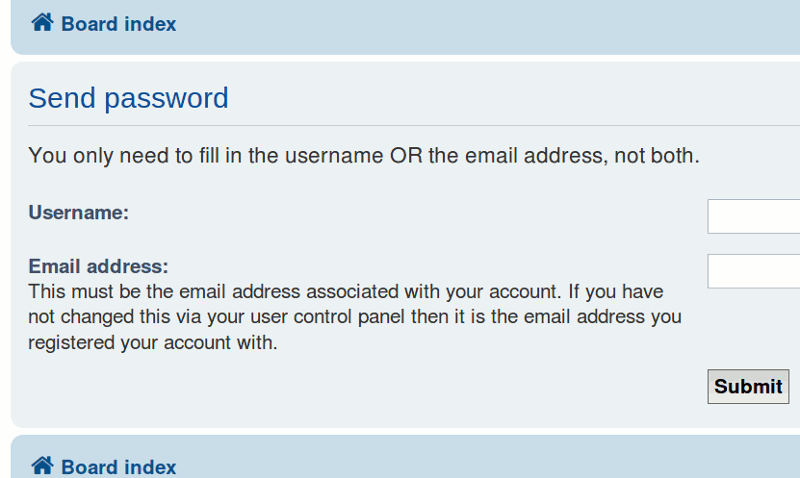 Board index
Send password
You only need to fill in the username OR the email address, not both.
Username:
Email address:
This must be the email address associated with your account. If you have
not changed this via your user control panel then it is the email address you
registered your account with.
Submit
Board index